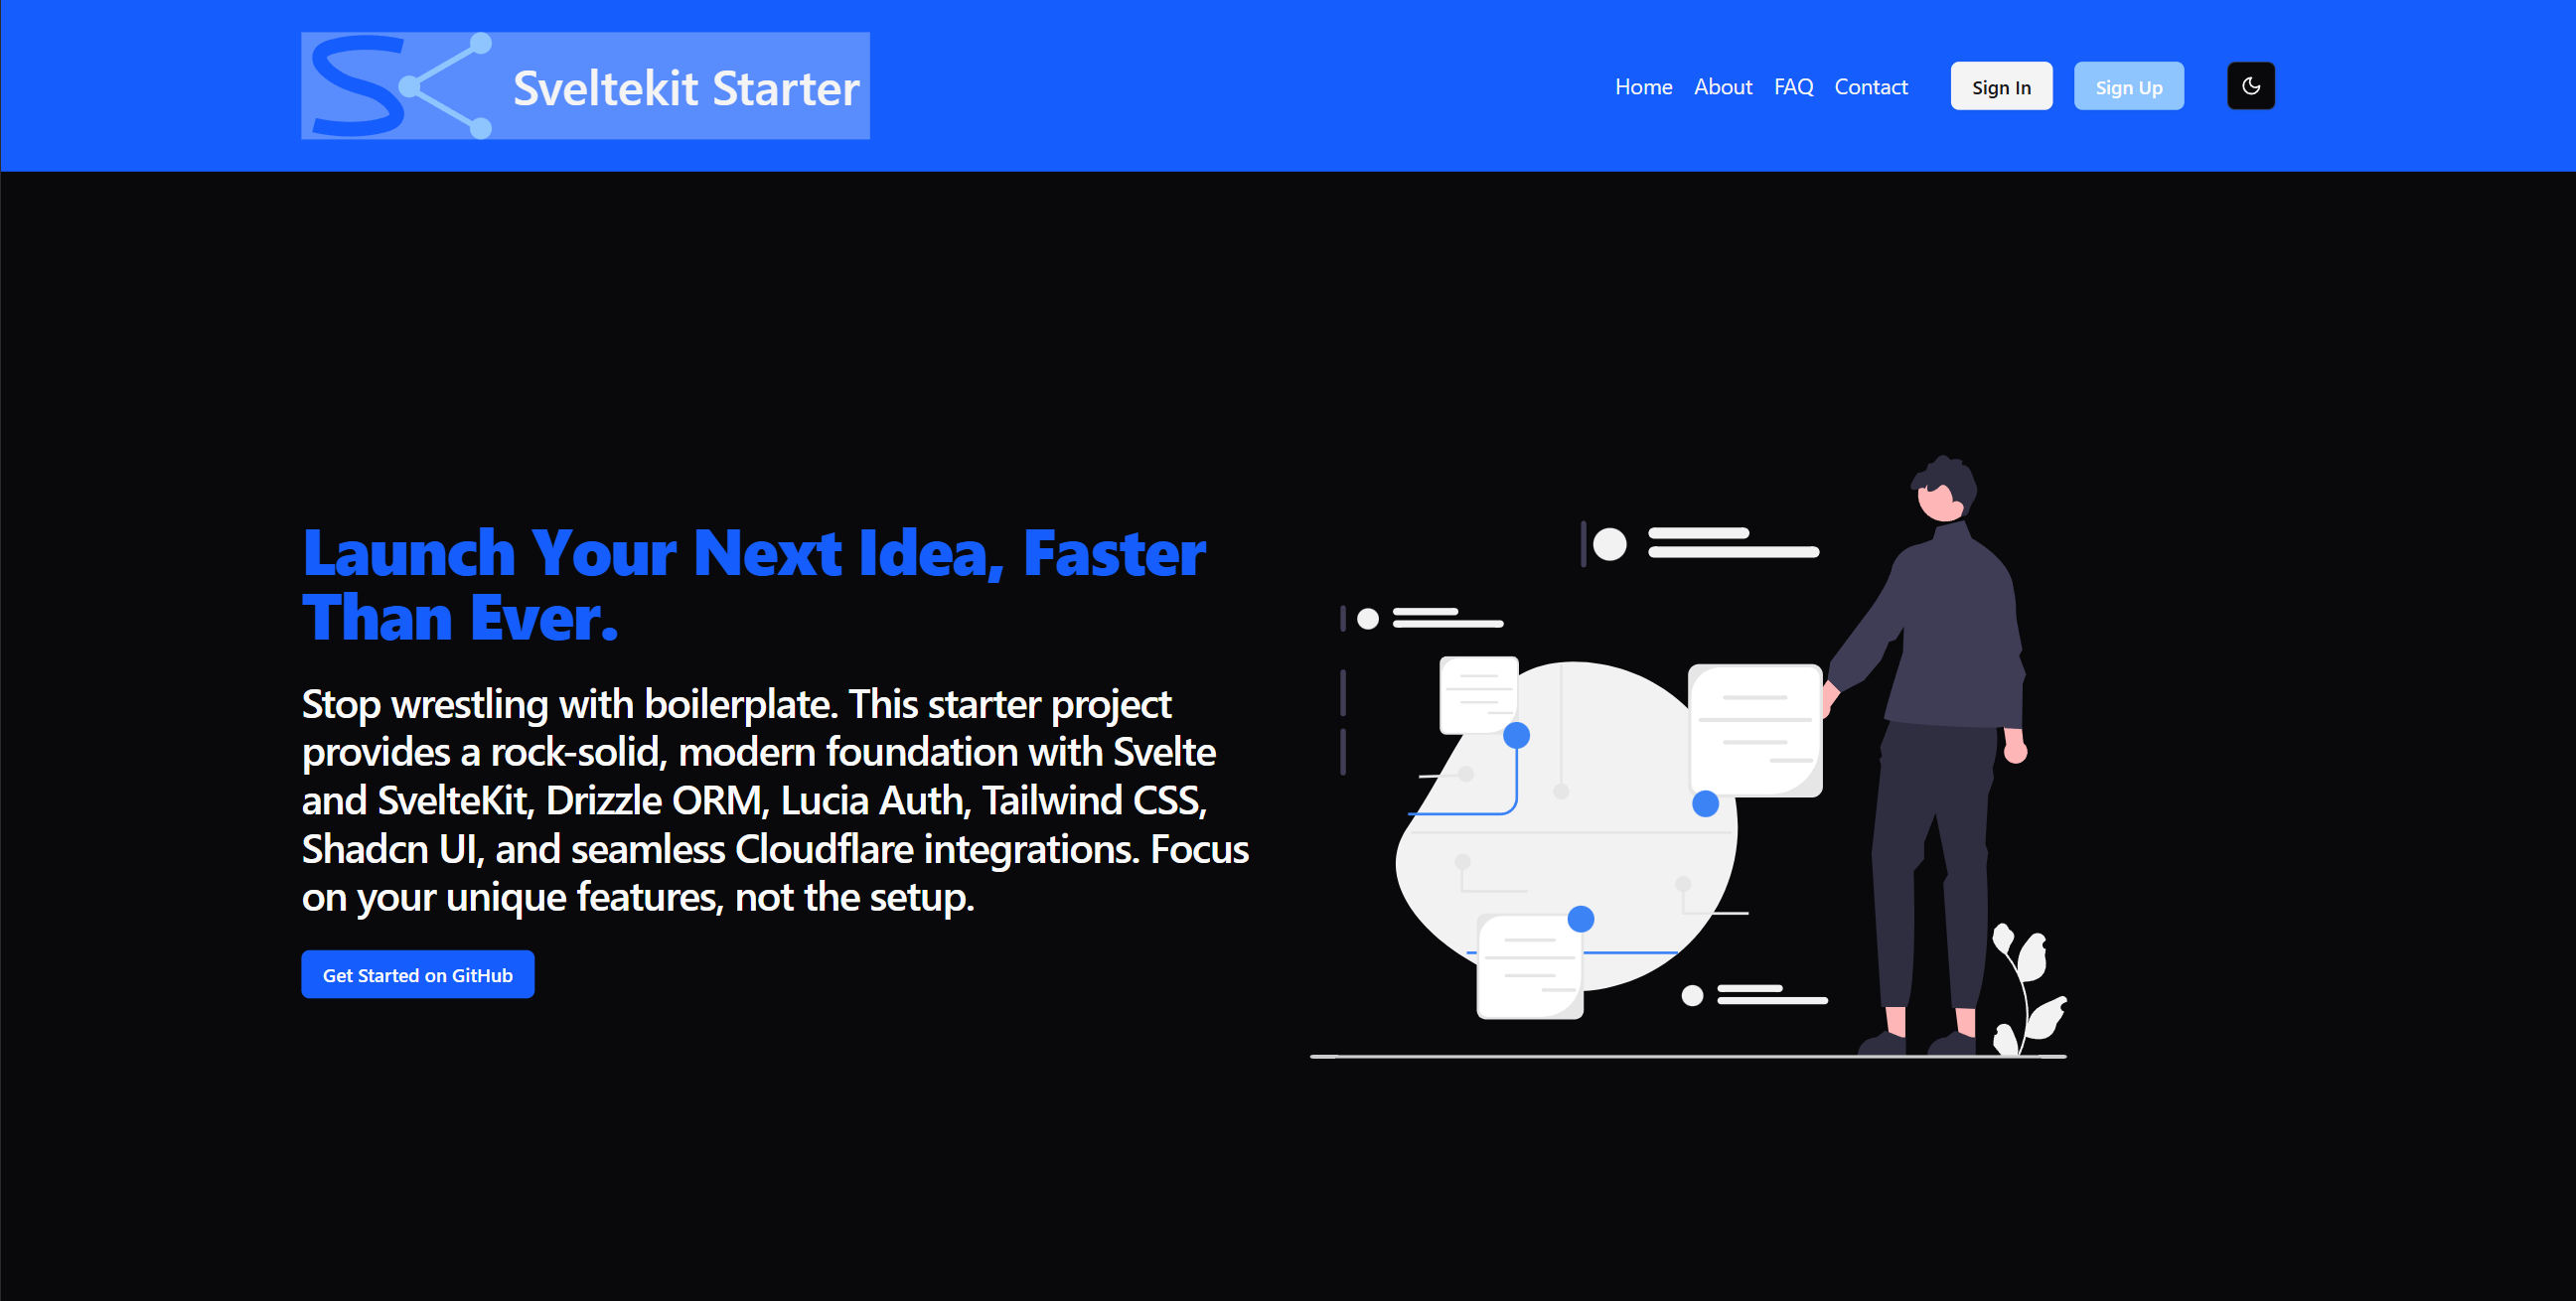 Sveltekit Starter
Home About FAQ Contact Sign In Sign Up
Launch Your Next Idea, Faster
Than Ever.
Stop wrestling with boilerplate. This starter project
provides a rock-solid, modern foundation with Svelte
and SvelteKit, Drizzle ORM, Lucia Auth, Tailwind CSS,
Shadcn UI, and seamless Cloudflare integrations. Focus
on your unique features, not the setup.
Get Started on GitHub